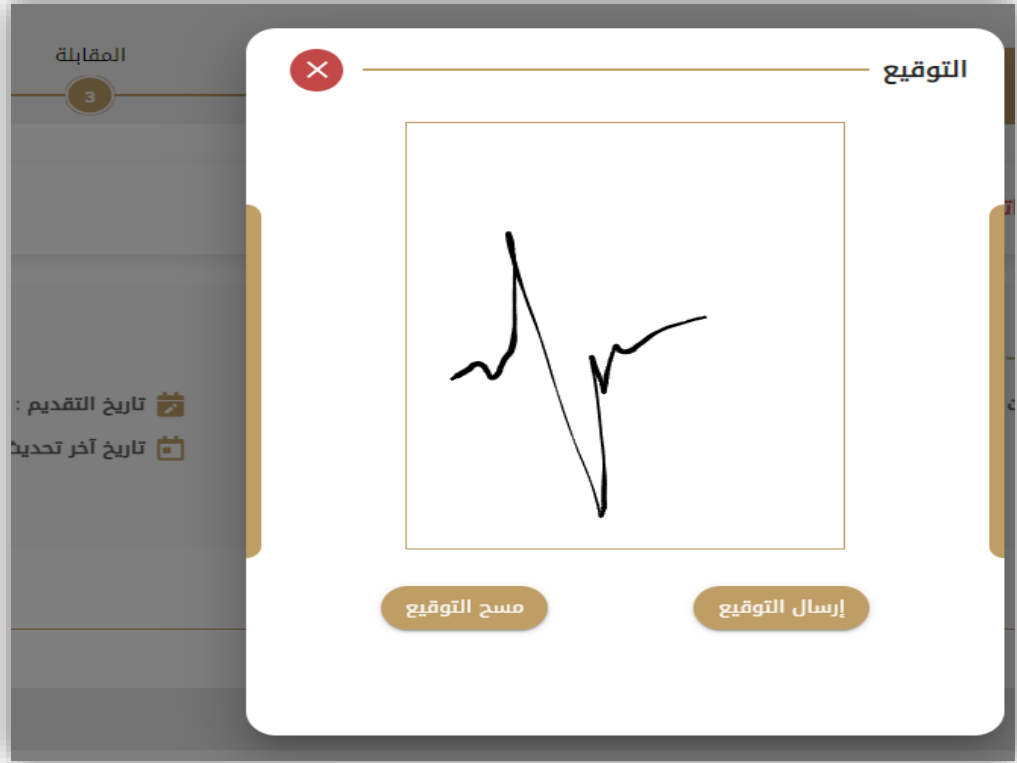 التوقيع
المقابلة
3
تاريخ التقديم :
تاريخ آخر تحديث
إرسال التوقيع
مسح التوقيع